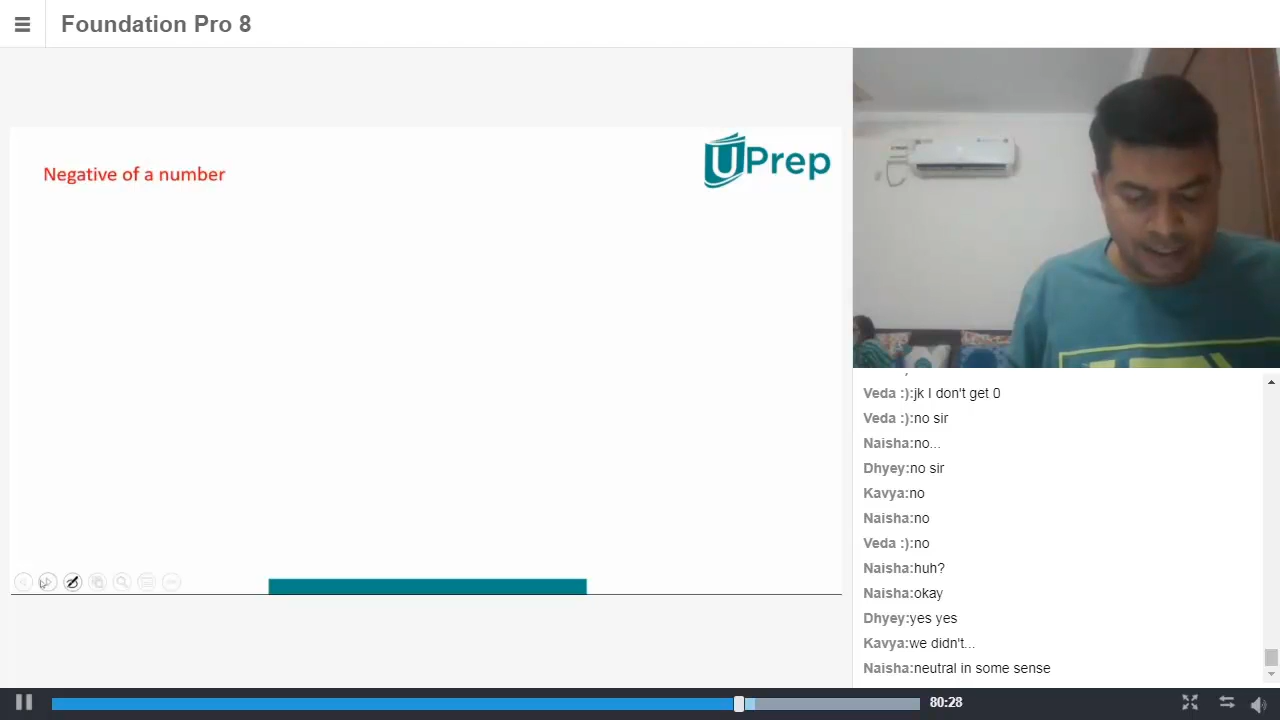 Foundation Pro 8
Negative of a number
UPrep
Veda :):jk I don't get 0
Veda :):no sir
Naisha:no...
Dhyey:no sir
Kavya:no
Naisha:no
Veda :):no
Naisha:huh?
Naisha:okay
Dhyey:yes yes
Kavya:we didn't...
Naisha:neutral in some sense
80:28